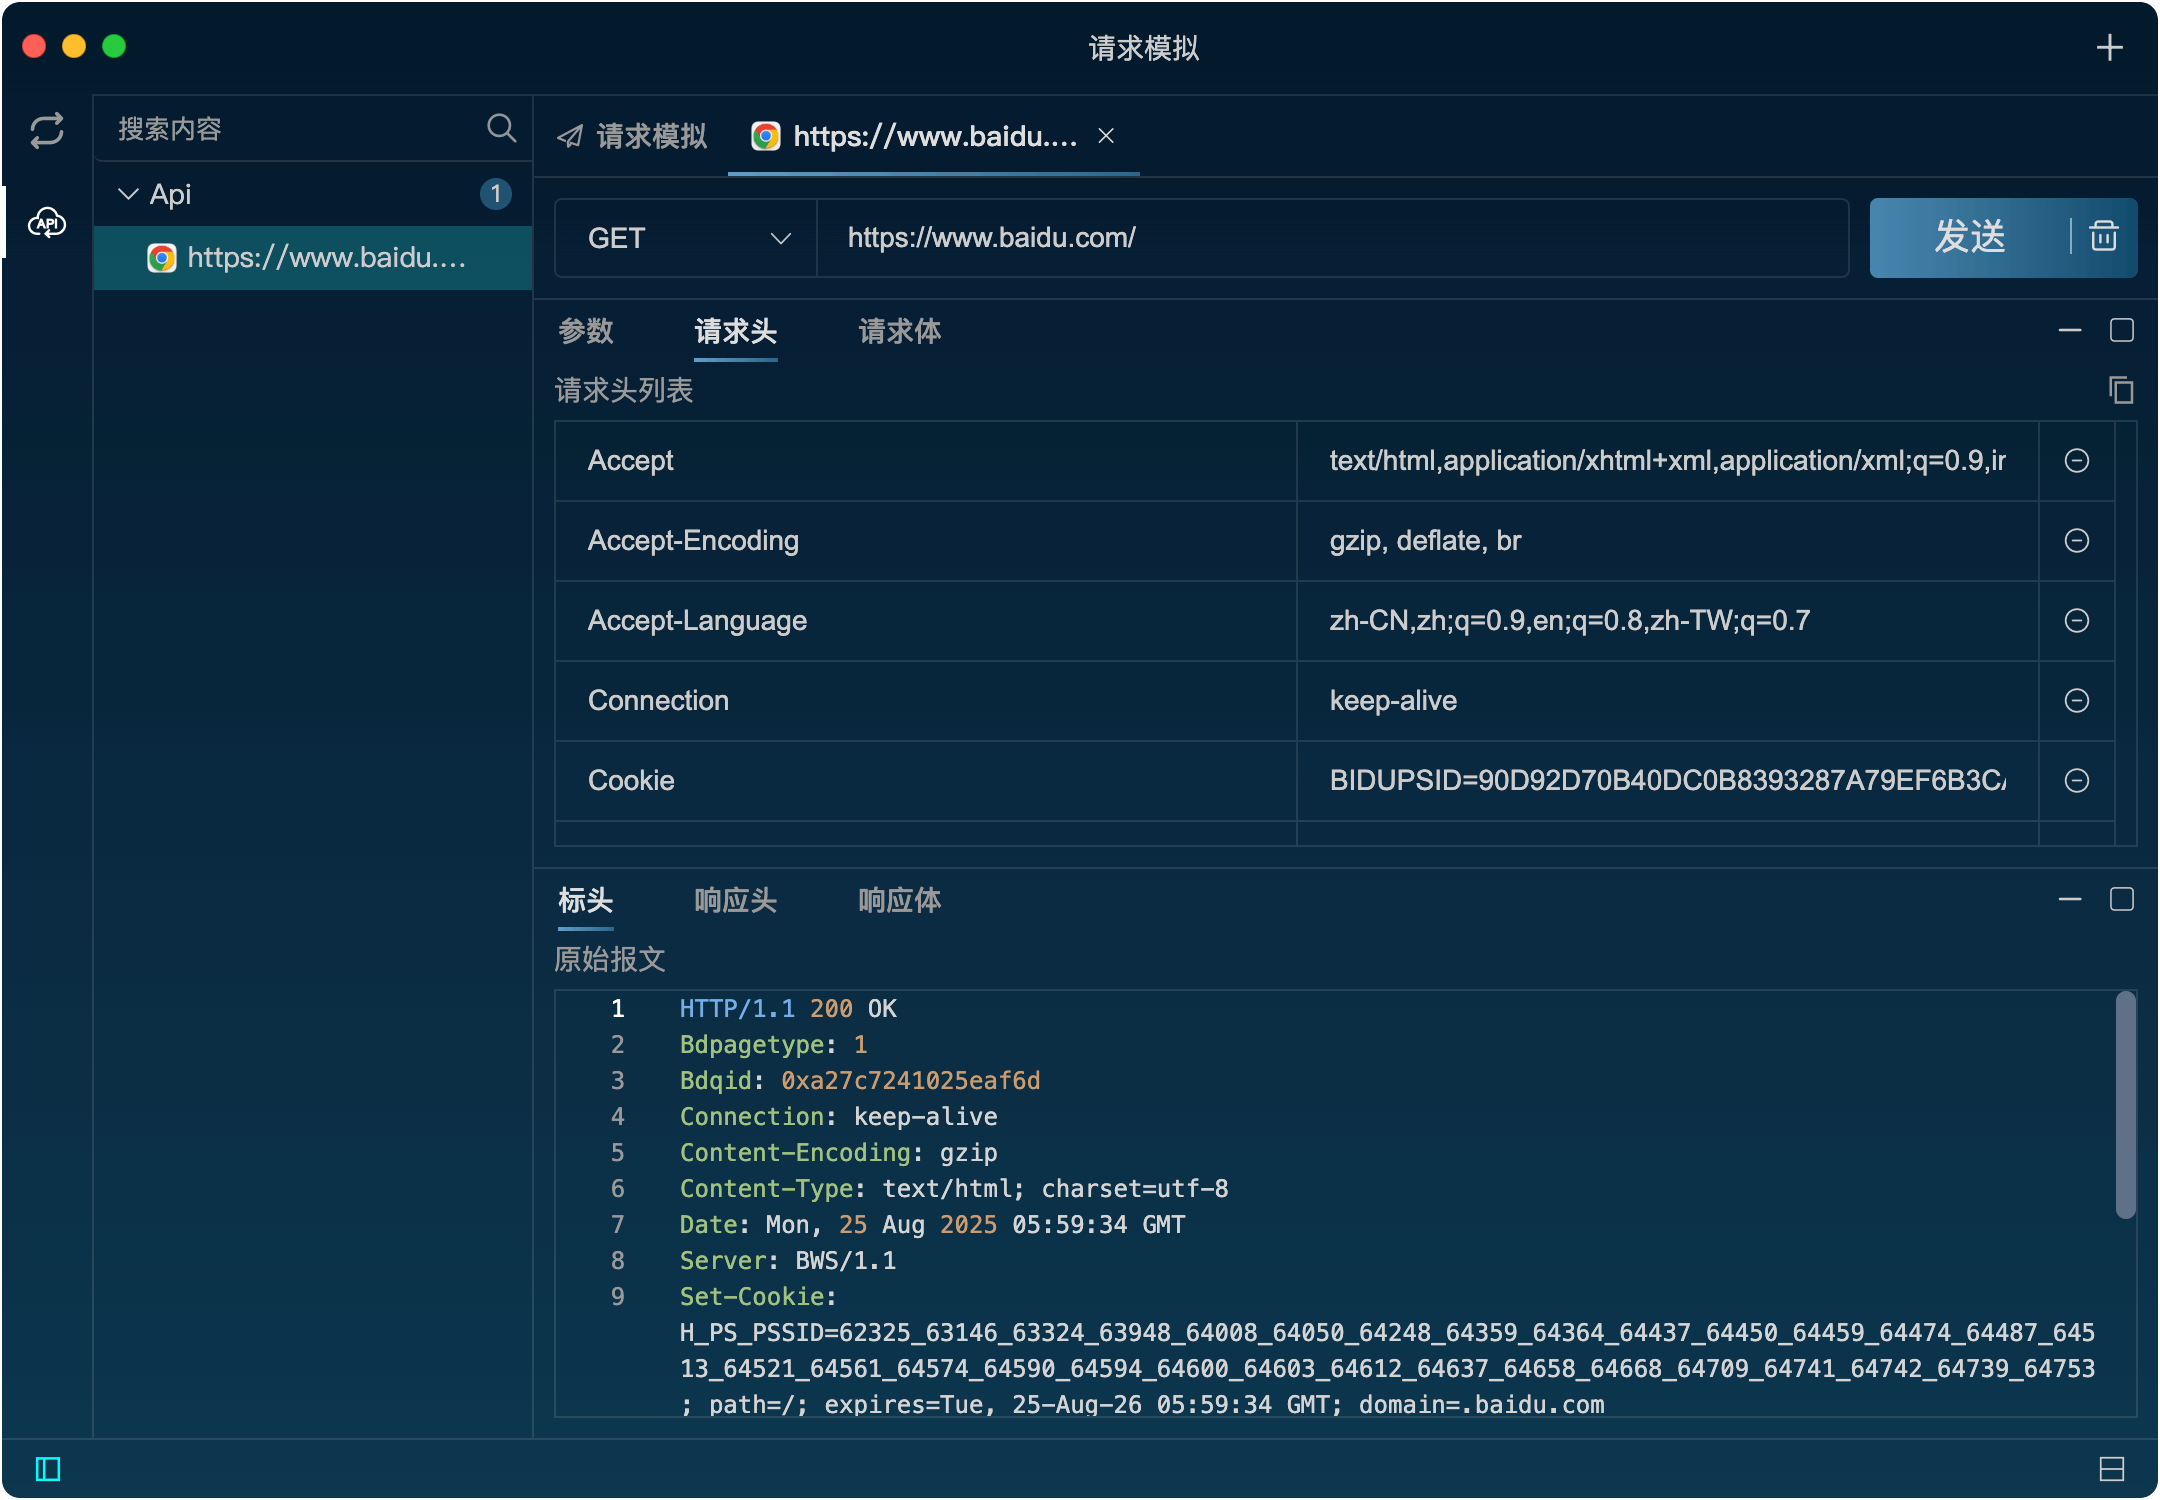 请求模拟
搜索内容
Api 1
https://www.baidu....
API
请求模拟 https://www.baidu....
GET https://www.baidu.com/ 发送
参数 请求头 请求体
请求头列表
Accept text/html,application/xhtml+xml,application/xml;q=0.9,
Accept-Encoding gzip, deflate, br
Accept-Language zh-CN,zh;q=0.9,en;q=0.8,zh-TW;q=0.7
Connection keep-alive
Cookie BIDUPSID=90D92D70B40DC0B8393287A79EF6B3C
标头 响应头 响应体
原始报文
1 HTTP/1.1 200 OK
2 Bdpagetype: 1
3 Bdqid: 0xa27c7241025eaf6d
4 Connection: keep-alive
5 Content-Encoding: gzip
6 Content-Type: text/html; charset=utf-8
7 Date: Mon, 25 Aug 2025 05:59:34 GMT
8 Server: BWS/1.1
9 Set-Cookie:
H_PS_PSSID=62325_63146_63324_63948_64008_64050_64248_64359_64364_64437_64450_64459_64474_64487_645
13_64521_64561_64574_64590_64594_64600_64603_64612_64637_64658_64668_64709_64741_64742_64739_64753
; path=/; expires=Tue, 25-Aug-26 05:59:34 GMT; domain=.baidu.com